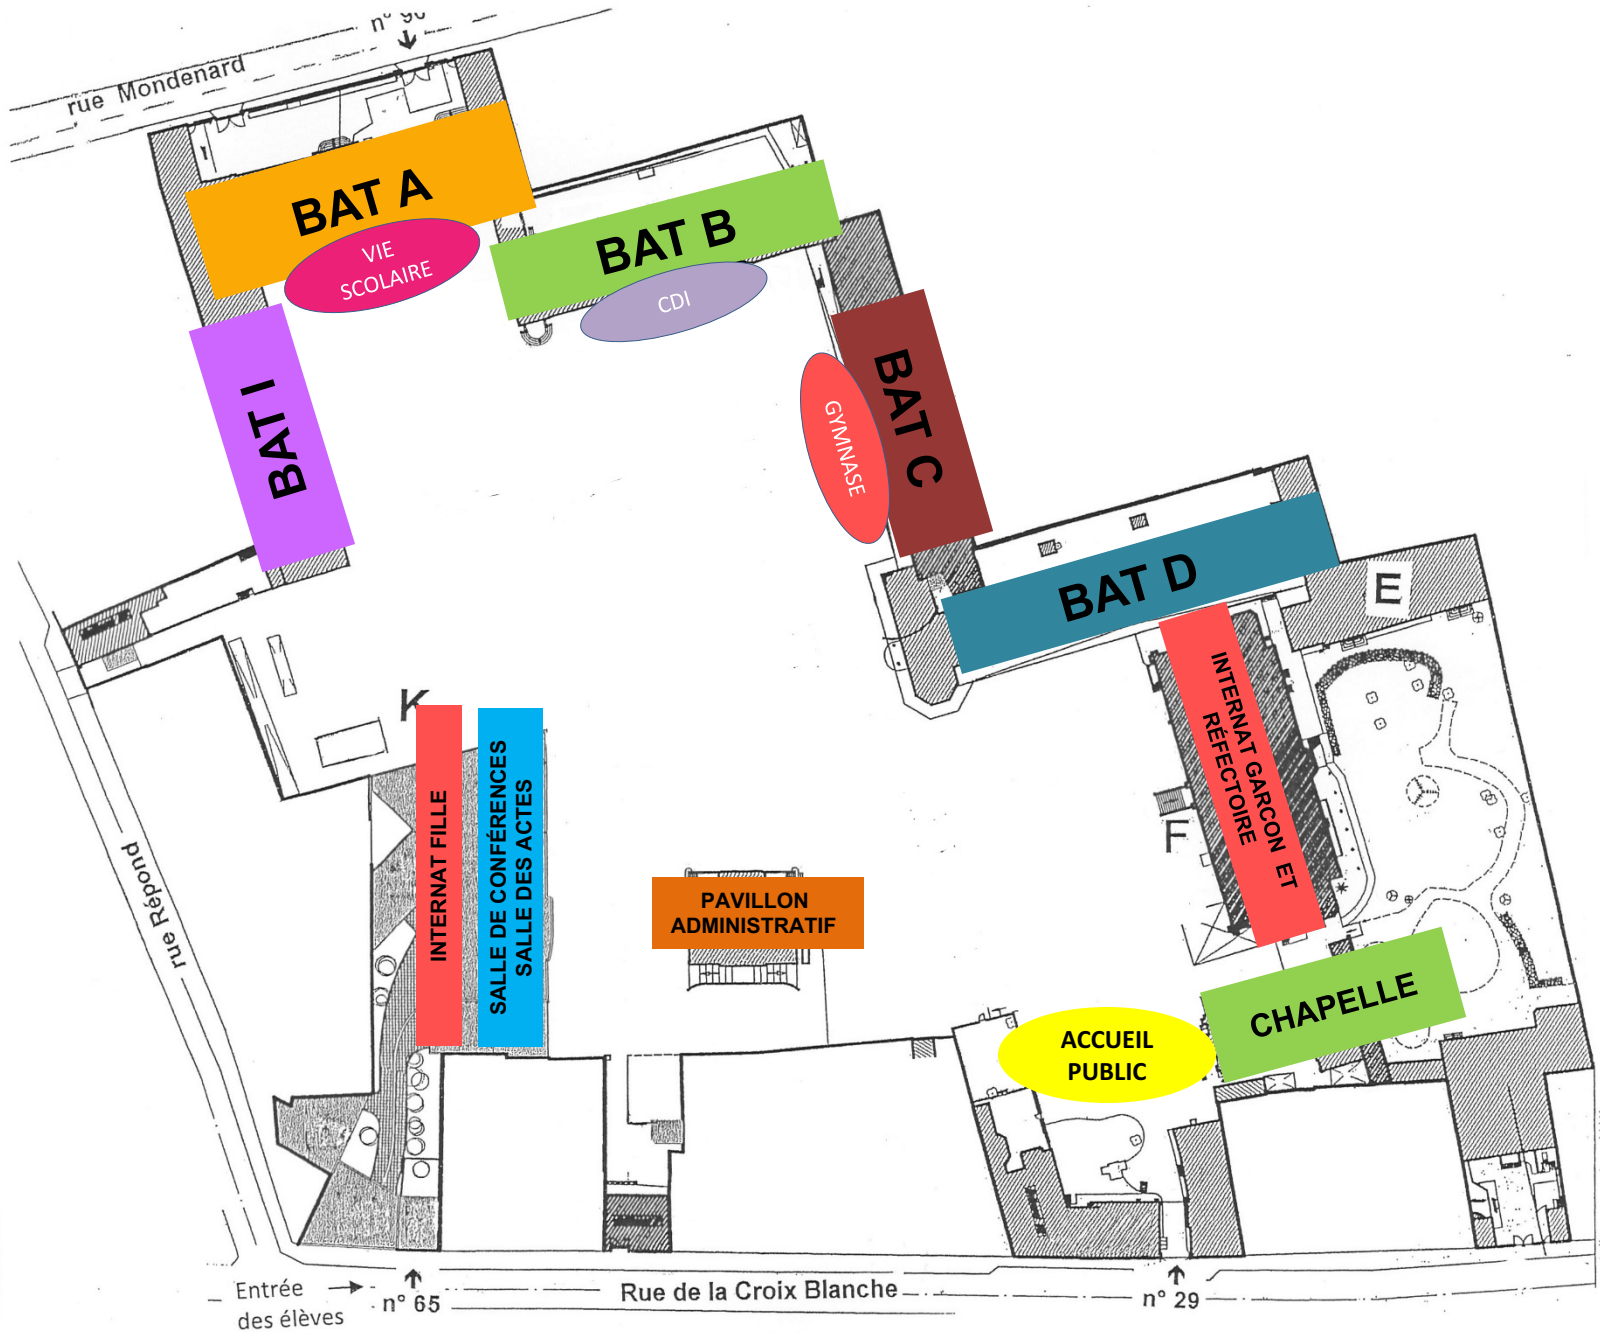 rue Mondenard
BAT A
VIE
SCOLAIRE
BAT B
CDI
BAT I
BAT C
GYMNASE
BAT D
E
INTERNAT GARCON ET
RÉFECTOIRE
F
K
INTERNAT FILLE
SALLE DE CONFÉRENCES
SALLE DES ACTES
PAVILLON
ADMINISTRATIF
rue Répond
CHAPELLE
ACCUEIL
PUBLIC
Entrée
des élèves
n° 65
Rue de la Croix Blanche
n° 29